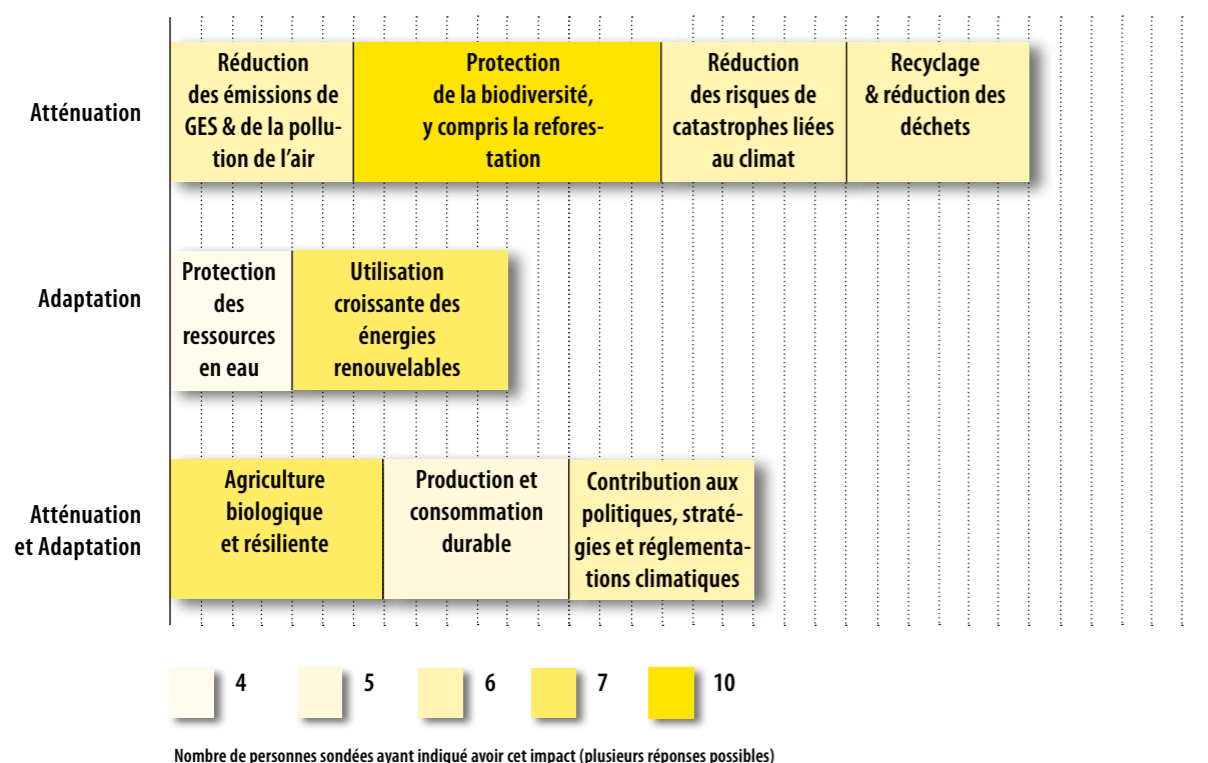 Atténuation
Réduction
des émissions de
GES & de la pollu-
tion de l'air
Protection
de la biodiversité,
y compris la refores-
tation
Réduction
des risques de
catastrophes liées
au climat
Recyclage
& réduction des
déchets
Adaptation
Protection
des
ressources
en eau
Utilisation
croissante des
énergies
renouvelables
Atténuation
et Adaptation
Agriculture
biologique
et résiliente
Production et
consommation
durable
Contribution aux
politiques, straté-
gies et réglementa-
tions climatiques
4
5
6
7
10
Nombre de personnes sondées ayant indiqué avoir cet impact (plusieurs réponses possibles)